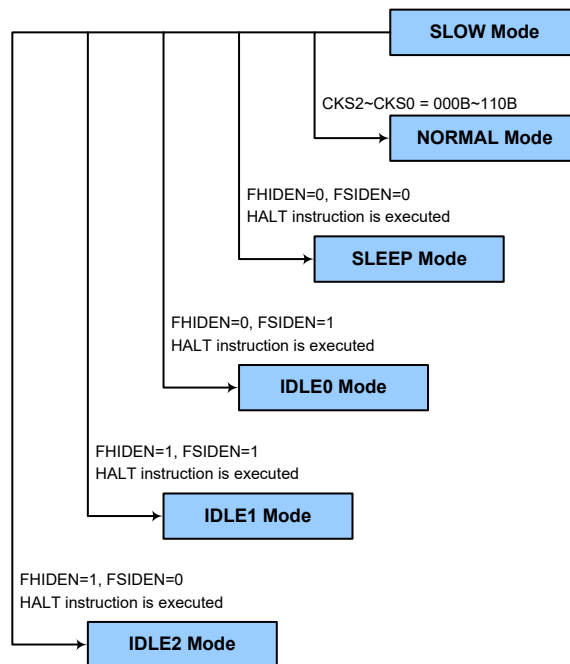 SLOW Mode
CKS2~CKS0 = 000B~110B
NORMAL Mode
FHIDEN=0, FSIDEN=0
HALT instruction is executed
SLEEP Mode
FHIDEN=0, FSIDEN=1
HALT instruction is executed
IDLE0 Mode
FHIDEN=1, FSIDEN=1
HALT instruction is executed
IDLE1 Mode
FHIDEN=1, FSIDEN=0
HALT instruction is executed
IDLE2 Mode